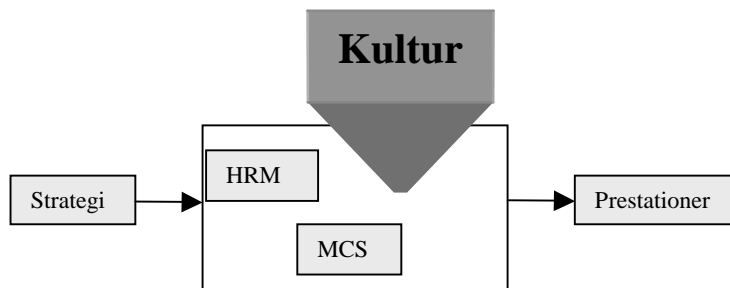 Kultur
HRM
Strategi
Prestationer
MCS